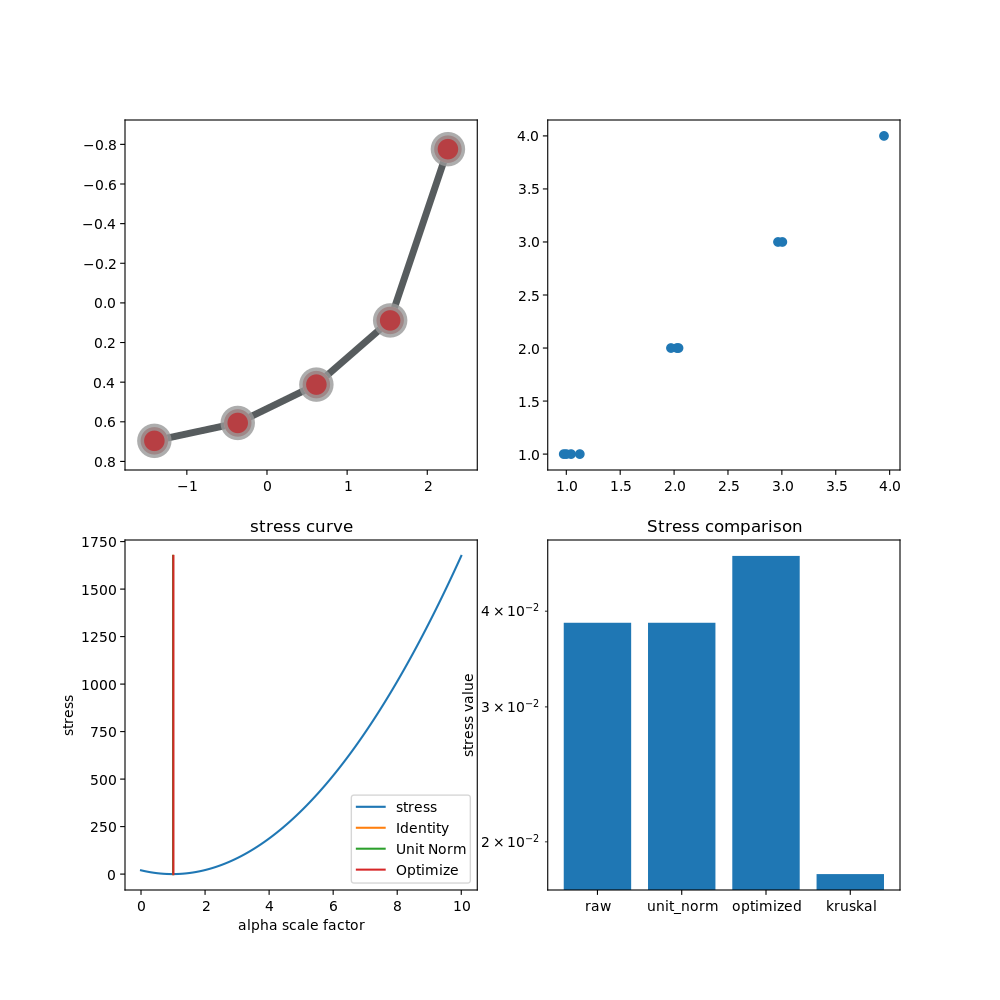 −0.8
−0.6
−0.4
−0.2
0.0
0.2
0.4
0.6
0.8
−1 0 1 2
4.0
3.5
3.0
2.5
2.0
1.5
1.0
1.0 1.5 2.0 2.5 3.0 3.5 4.0
stress curve
1750
1500
1250
1000
750
500
250
0
stress
0 2 4 6 8 10
alpha scale factor
stress
Identity
Unit Norm
Optimize
Stress comparison
4 × 10⁻²
3 × 10⁻²
2 × 10⁻²
stress value
raw unit_norm optimized kruskal